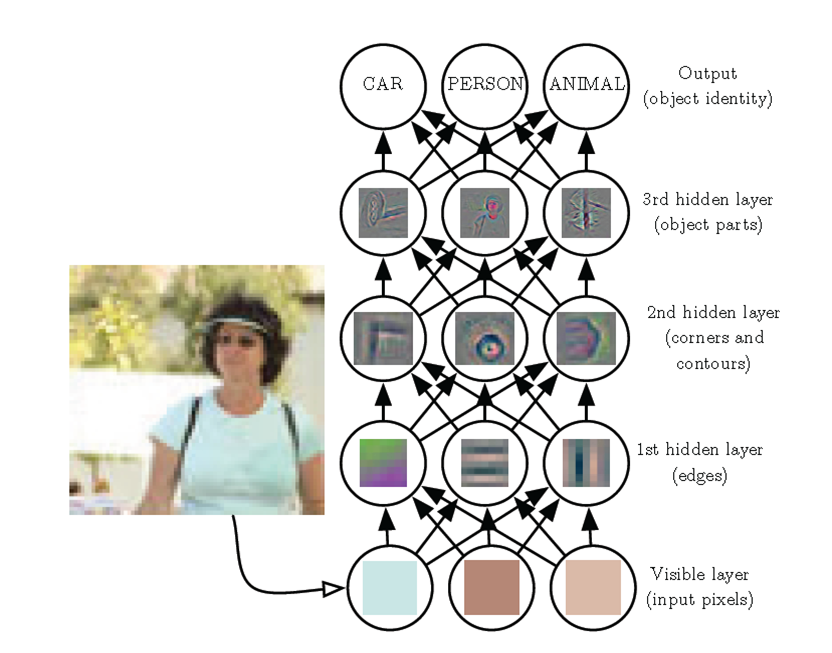 CAR
PERSON
ANIMAL
Output
(object identity)
3rd hidden layer
(object parts)
2nd hidden layer
(corners and
contours)
1st hidden layer
(edges)
Visible layer
(input pixels)